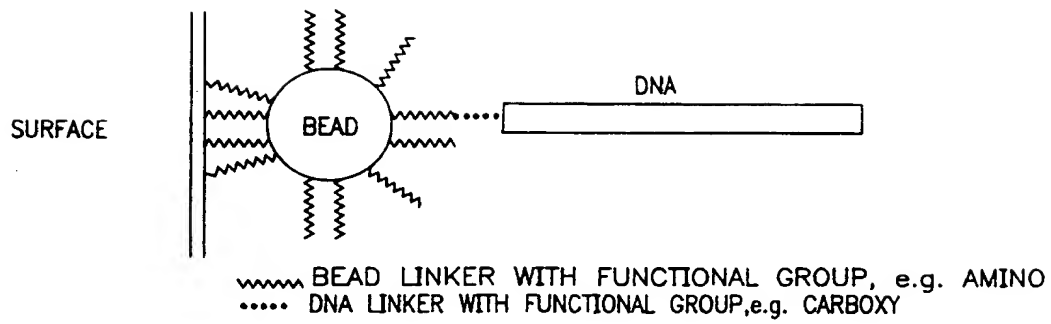 DNA
SURFACE
BEAD
BEAD LINKER WITH FUNCTIONAL GROUP, e.g. AMINO
DNA LINKER WITH FUNCTIONAL GROUP,e.g. CARBOXY